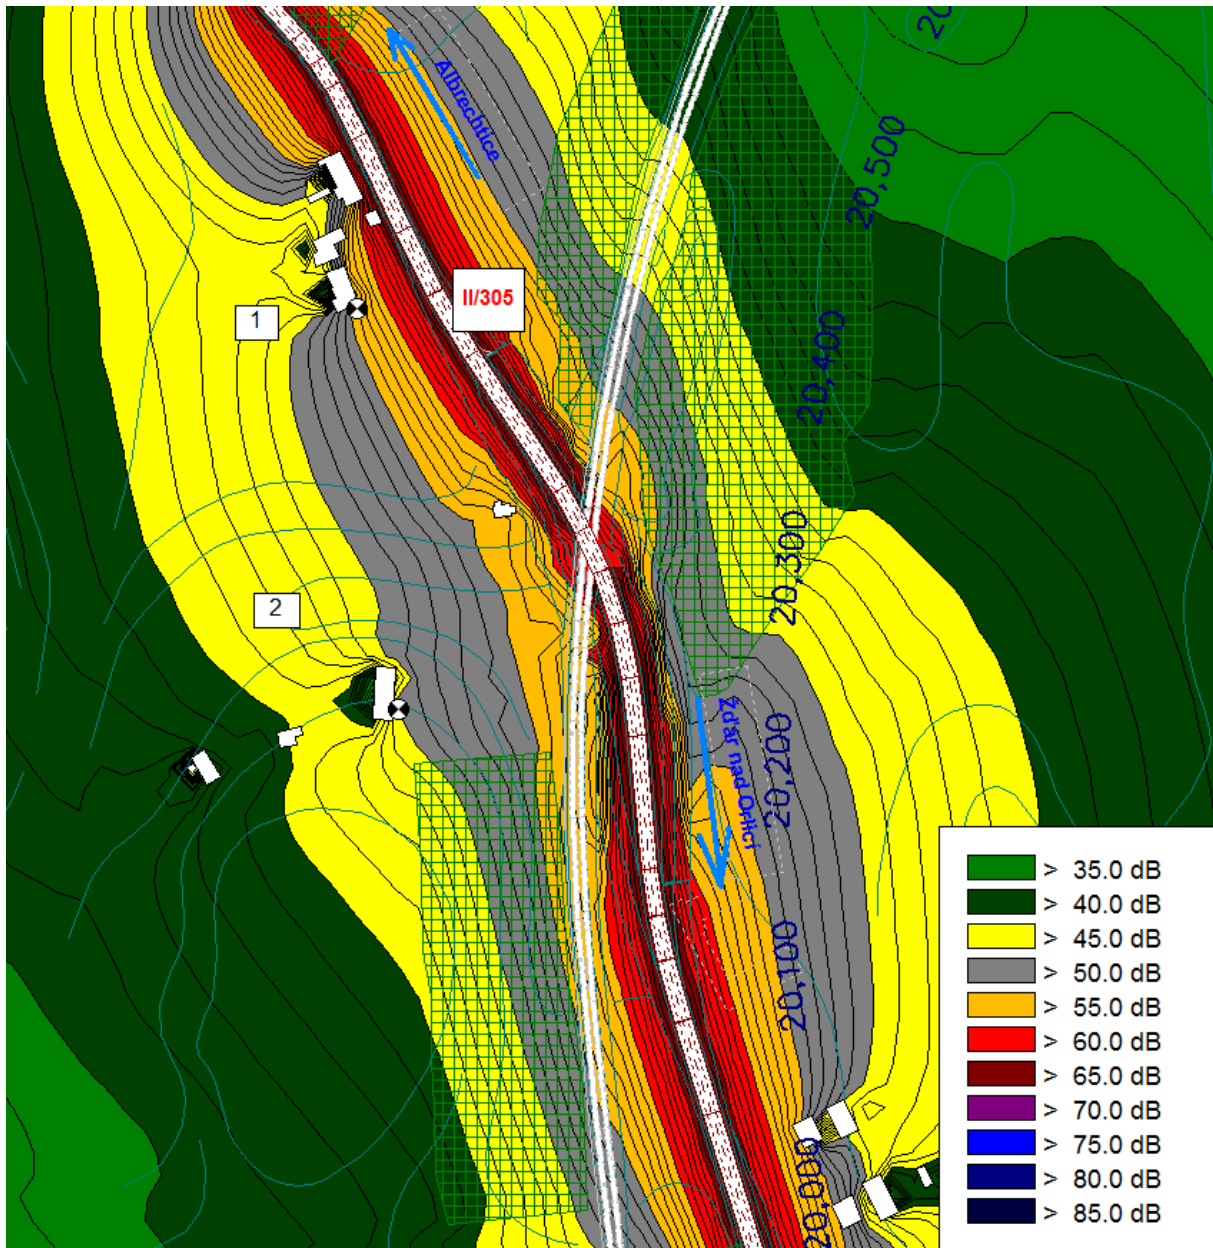 20
Albrechtice
20,500
II/305
1
20,400
20,300
2
Žďár nad Orlicí
20,200
20,100
20,000
> 35.0 dB
> 40.0 dB
> 45.0 dB
> 50.0 dB
> 55.0 dB
> 60.0 dB
> 65.0 dB
> 70.0 dB
> 75.0 dB
> 80.0 dB
> 85.0 dB